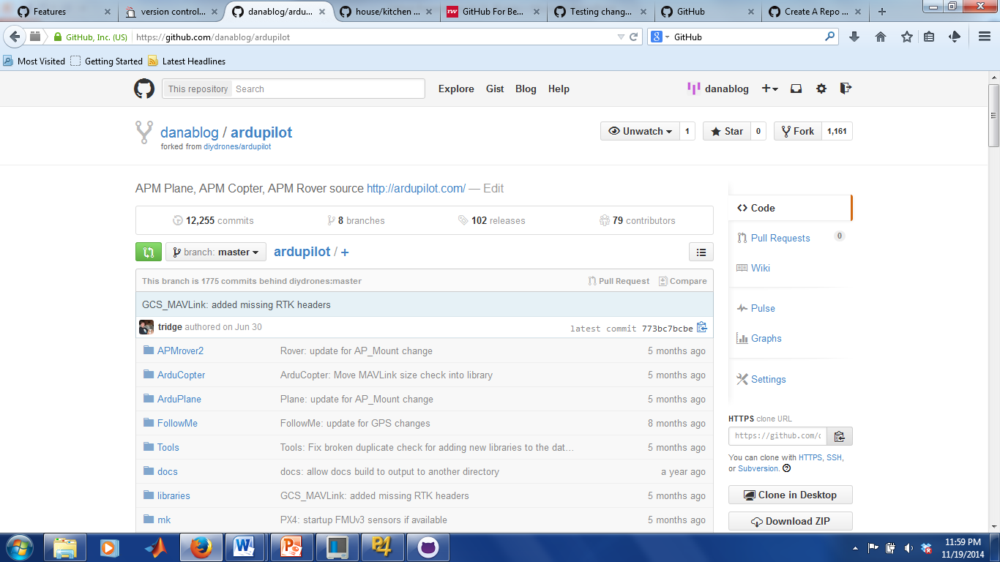 Features
version control...
danablog/ardu...
house/kitchen ...
rw GitHub For Be...
Testing chang...
GitHub
Create A Repo ...
GitHub, Inc. (US) https://github.com/danablog/ardupilot
8 GitHub
Most Visited Getting Started Latest Headlines
This repository Search Explore Gist Blog Help danablog
danablog / ardupilot Unwatch 1 Star 0 Fork 1,161
forked from diydrones/ardupilot
APM Plane, APM Copter, APM Rover source http://ardupilot.com/ — Edit
12,255 commits 8 branches 102 releases 79 contributors
branch: master ardupilot / +
This branch is 1775 commits behind diydrones:master Pull Request Compare
GCS_MAVLink: added missing RTK headers
tridge authored on Jun 30 latest commit 773bc7bcbe
APMrover2 Rover: update for AP_Mount change 5 months ago
ArduCopter ArduCopter: Move MAVLink size check into library 5 months ago
ArduPlane Plane: update for AP_Mount change 5 months ago
FollowMe FollowMe: update for GPS changes 8 months ago
Tools Tools: Fix broken duplicate check for adding new libraries to the dat... 5 months ago
docs docs: allow docs build to output to another directory a year ago
libraries GCS_MAVLink: added missing RTK headers 5 months ago
mk PX4: startup FMUv3 sensors if available 5 months ago
Code
Pull Requests 0
Wiki
Pulse
Graphs
Settings
HTTPS clone URL
https://github.com/
You can clone with HTTPS, SSH,
or Subversion.
Clone in Desktop
Download ZIP
11:59 PM
11/19/2014